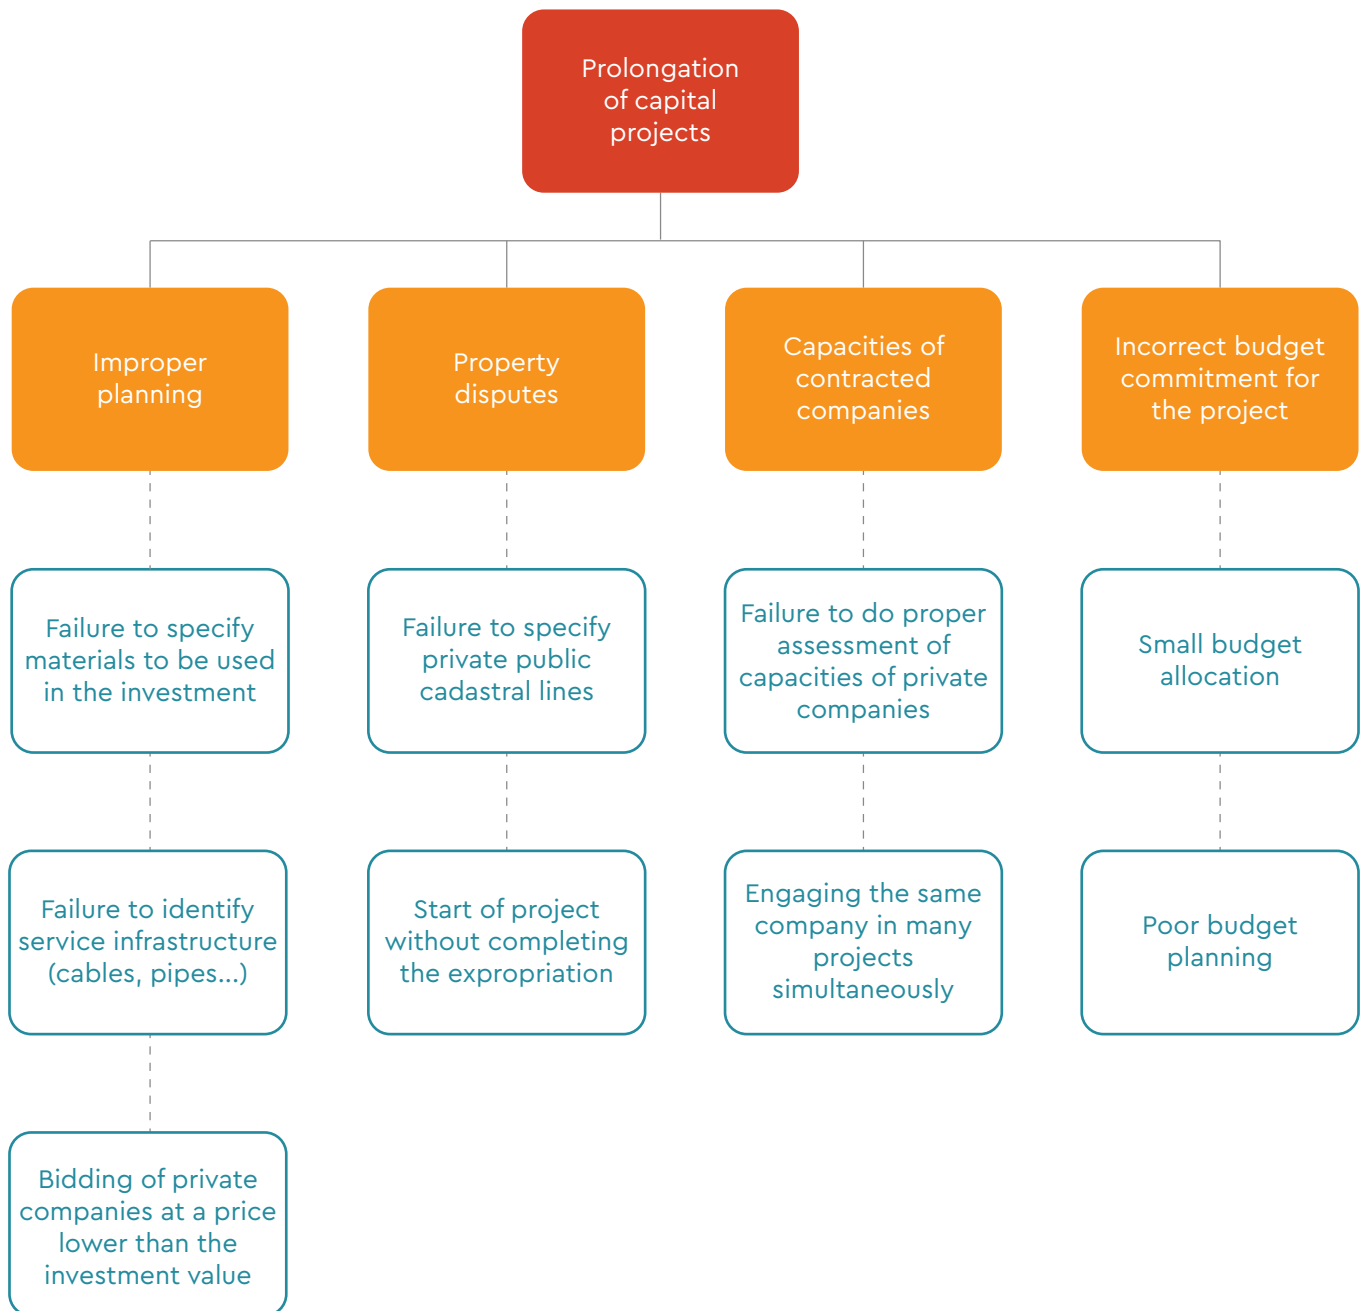 Prolongation
of capital
projects
Improper
planning
Property
disputes
Capacities of
contracted
companies
Incorrect budget
commitment for
the project
Failure to specify
materials to be used
in the investment
Failure to specify
private public
cadastral lines
Failure to do proper
assessment of
capacities of private
companies
Small budget
allocation
Failure to identify
service infrastructure
(cables, pipes...)
Start of project
without completing
the expropriation
Engaging the same
company in many
projects
simultaneously
Poor budget
planning
Bidding of private
companies at a price
lower than the
investment value